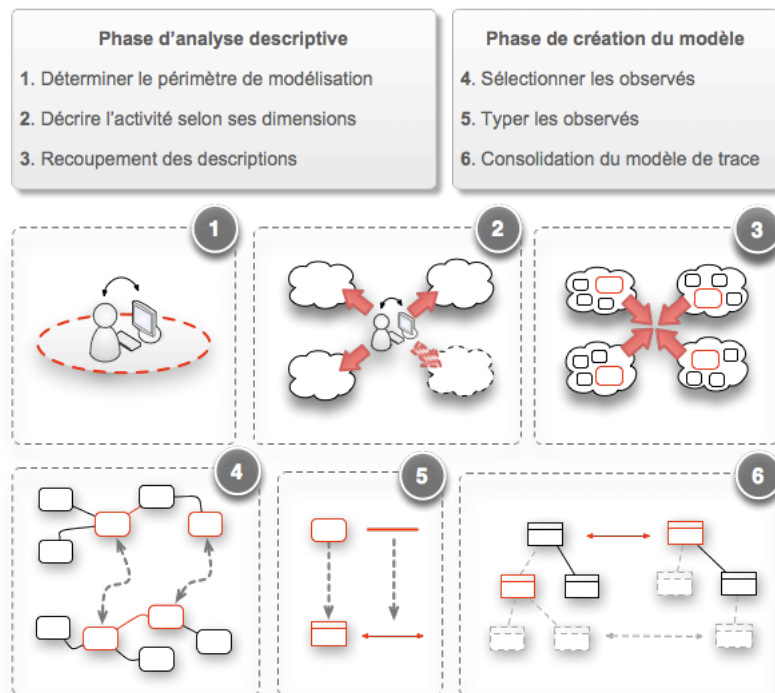 Phase d'analyse descriptive
1. Déterminer le périmètre de modélisation
2. Décrire l'activité selon ses dimensions
3. Recoupement des descriptions
Phase de création du modèle
4. Sélectionner les observés
5. Typer les observés
6. Consolidation du modèle de trace
1
2
3
4
5
6